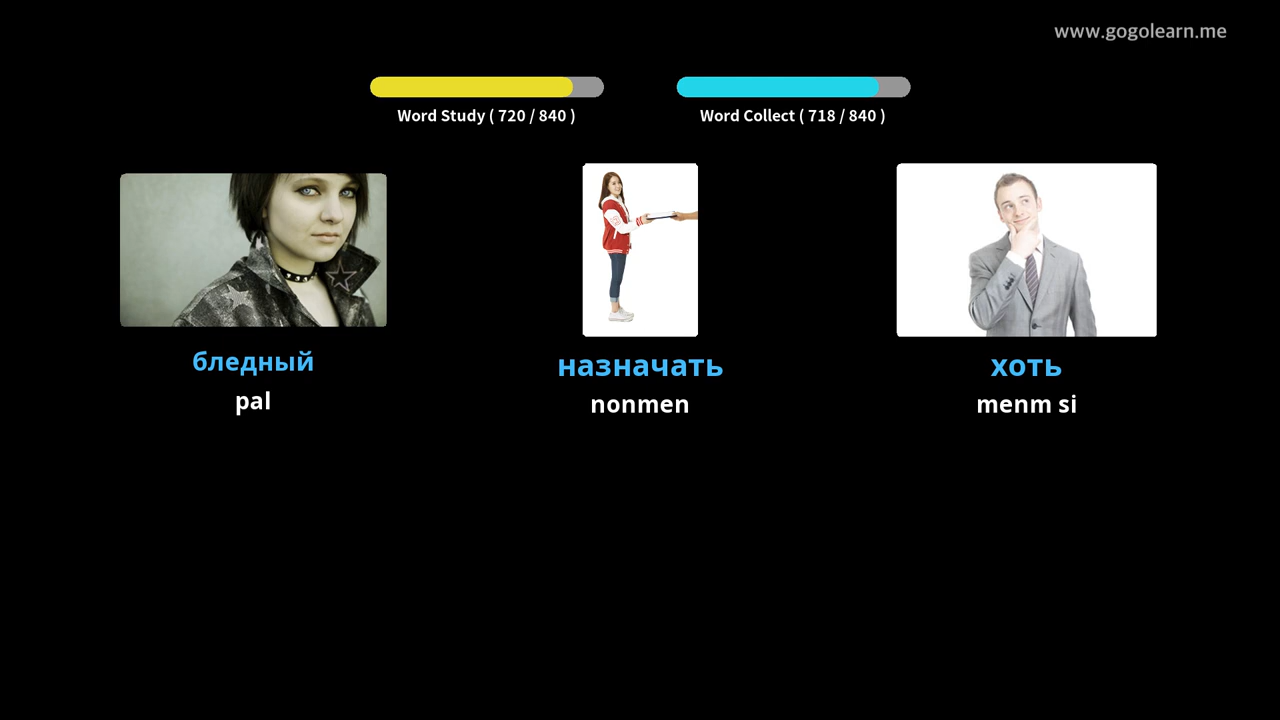 www.gogolearn.me
Word Study ( 720 / 840 )
Word Collect ( 718 / 840 )
бледный
pal
назначать
nonmen
хоть
menm si